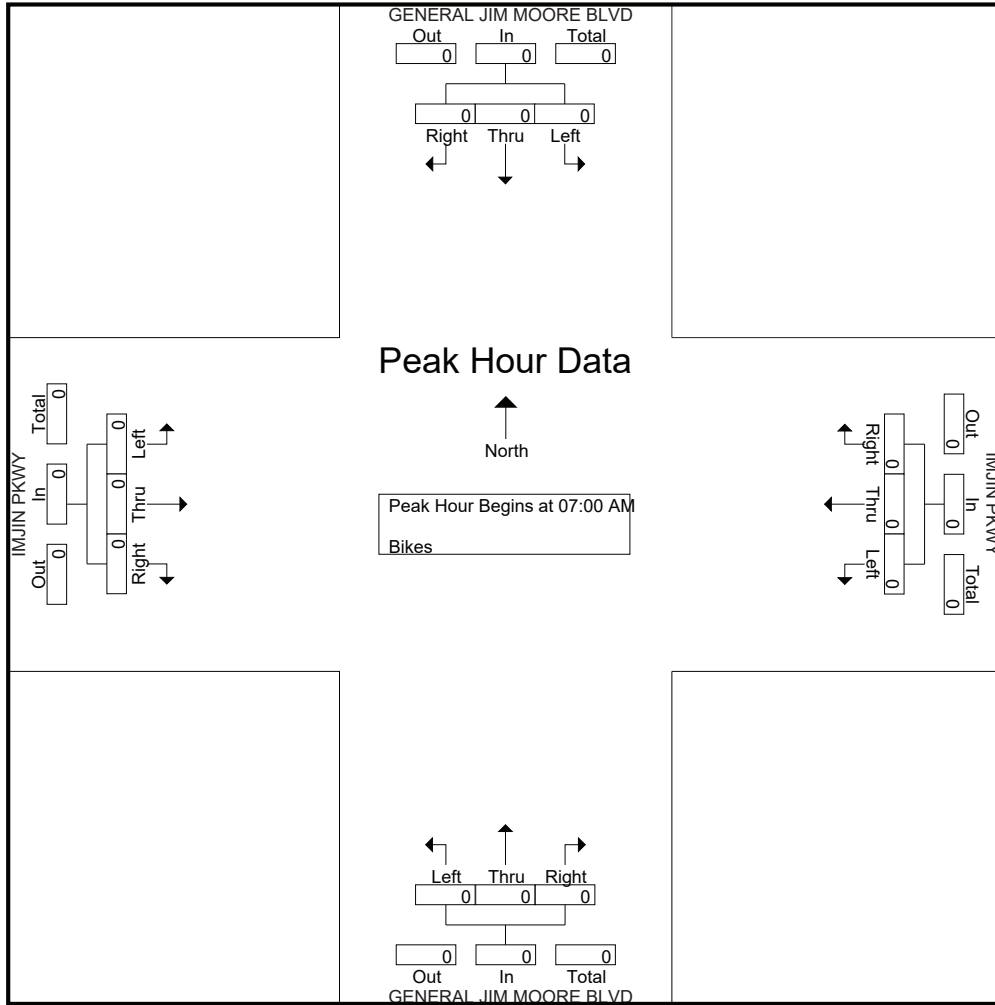 GENERAL JIM MOORE BLVD
Out In Total
0 0 0
0 0 0
Right Thru Left
Peak Hour Data
North
Peak Hour Begins at 07:00 AM
Bikes
IMJIN PKWY
Out In Total
0 0 0
0 0 0
Right Thru Left
IMJIN PKWY
Total In Out
0 0 0
0 0 0
Left Thru Right
Left Thru Right
0 0 0
0 0 0
Out In Total
GENERAL JIM MOORE BLVD